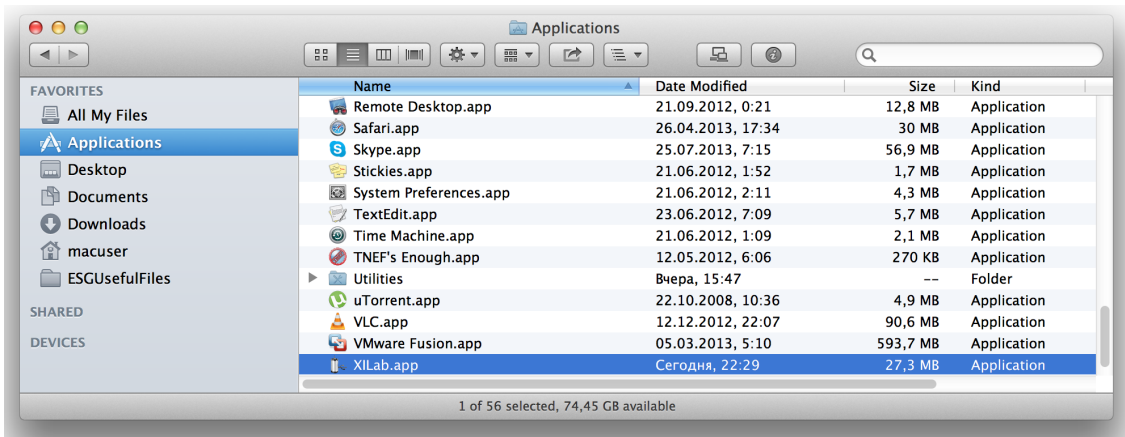 Applications
FAVORITES
All My Files
Applications
Desktop
Documents
Downloads
macuser
ESGUsefulFiles
SHARED
DEVICES
Name Date Modified Size Kind
Remote Desktop.app 21.09.2012, 0:21 12,8 MB Application
Safari.app 26.04.2013, 17:34 30 MB Application
Skype.app 25.07.2013, 7:15 56,9 MB Application
Stickies.app 21.06.2012, 1:52 1,7 MB Application
System Preferences.app 21.06.2012, 2:11 4,3 MB Application
TextEdit.app 23.06.2012, 7:09 5,7 MB Application
Time Machine.app 21.06.2012, 1:09 2,1 MB Application
TNEF's Enough.app 12.05.2012, 6:06 270 KB Application
Utilities Вчера, 15:47 -- Folder
uTorrent.app 22.10.2008, 10:36 4,9 MB Application
VLC.app 12.12.2012, 22:07 90,6 MB Application
VMware Fusion.app 05.03.2013, 5:10 593,7 MB Application
XILab.app Сегодня, 22:29 27,3 MB Application
1 of 56 selected, 74,45 GB available